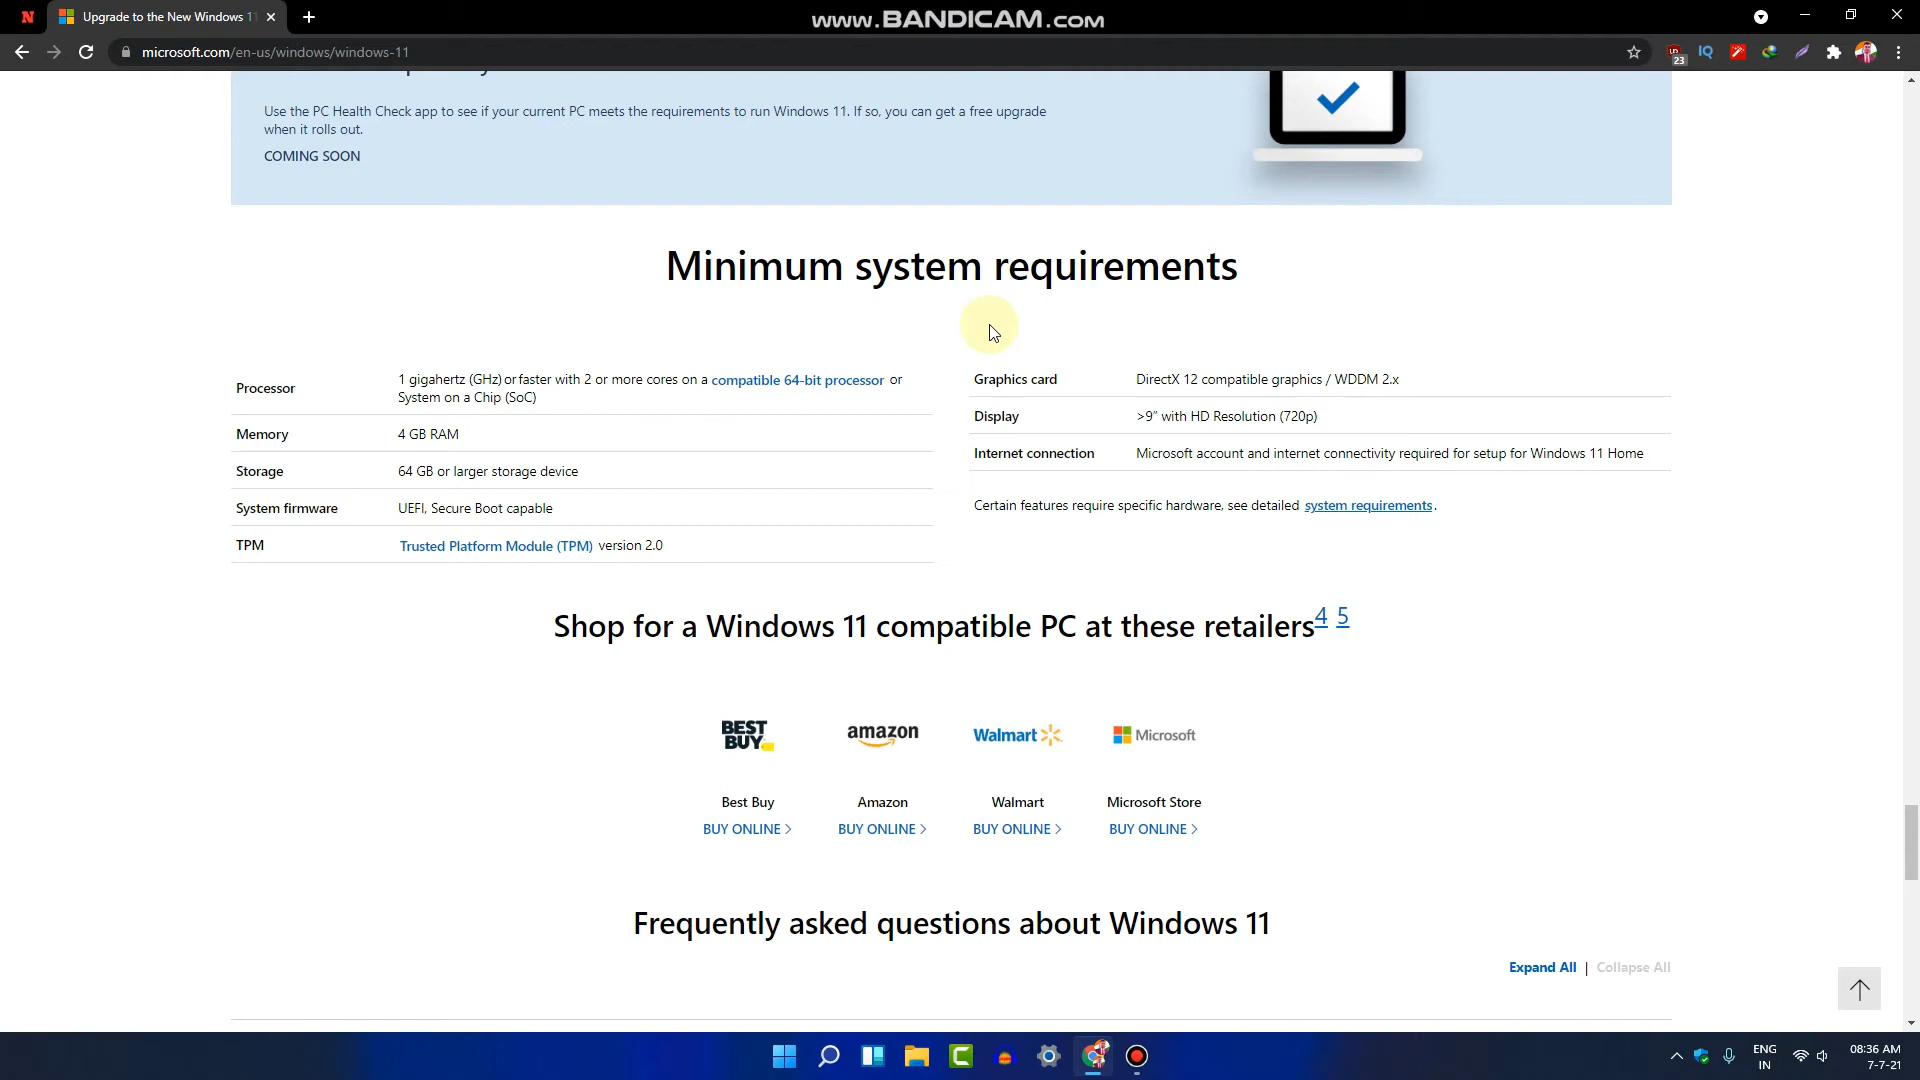 Upgrade to the New Windows 11
www.BANDICAM.com
microsoft.com/en-us/windows/windows-11
23
IQ
Use the PC Health Check app to see if your current PC meets the requirements to run Windows 11. If so, you can get a free upgrade
when it rolls out.
COMING SOON
Minimum system requirements
Processor
1 gigahertz (GHz) or faster with 2 or more cores on a compatible 64-bit processor or
System on a Chip (SoC)
Memory
4 GB RAM
Storage
64 GB or larger storage device
System firmware
UEFI, Secure Boot capable
TPM
Trusted Platform Module (TPM) version 2.0
Graphics card
DirectX 12 compatible graphics / WDDM 2.x
Display
>9” with HD Resolution (720p)
Internet connection
Microsoft account and internet connectivity required for setup for Windows 11 Home
Certain features require specific hardware, see detailed system requirements.
Shop for a Windows 11 compatible PC at these retailers4 5
BEST
BUY
amazon
Walmart
Microsoft
Best Buy
Amazon
Walmart
Microsoft Store
BUY ONLINE >
BUY ONLINE >
BUY ONLINE >
BUY ONLINE >
Frequently asked questions about Windows 11
Expand All | Collapse All
ENG
IN
08:36 AM
7-7-21